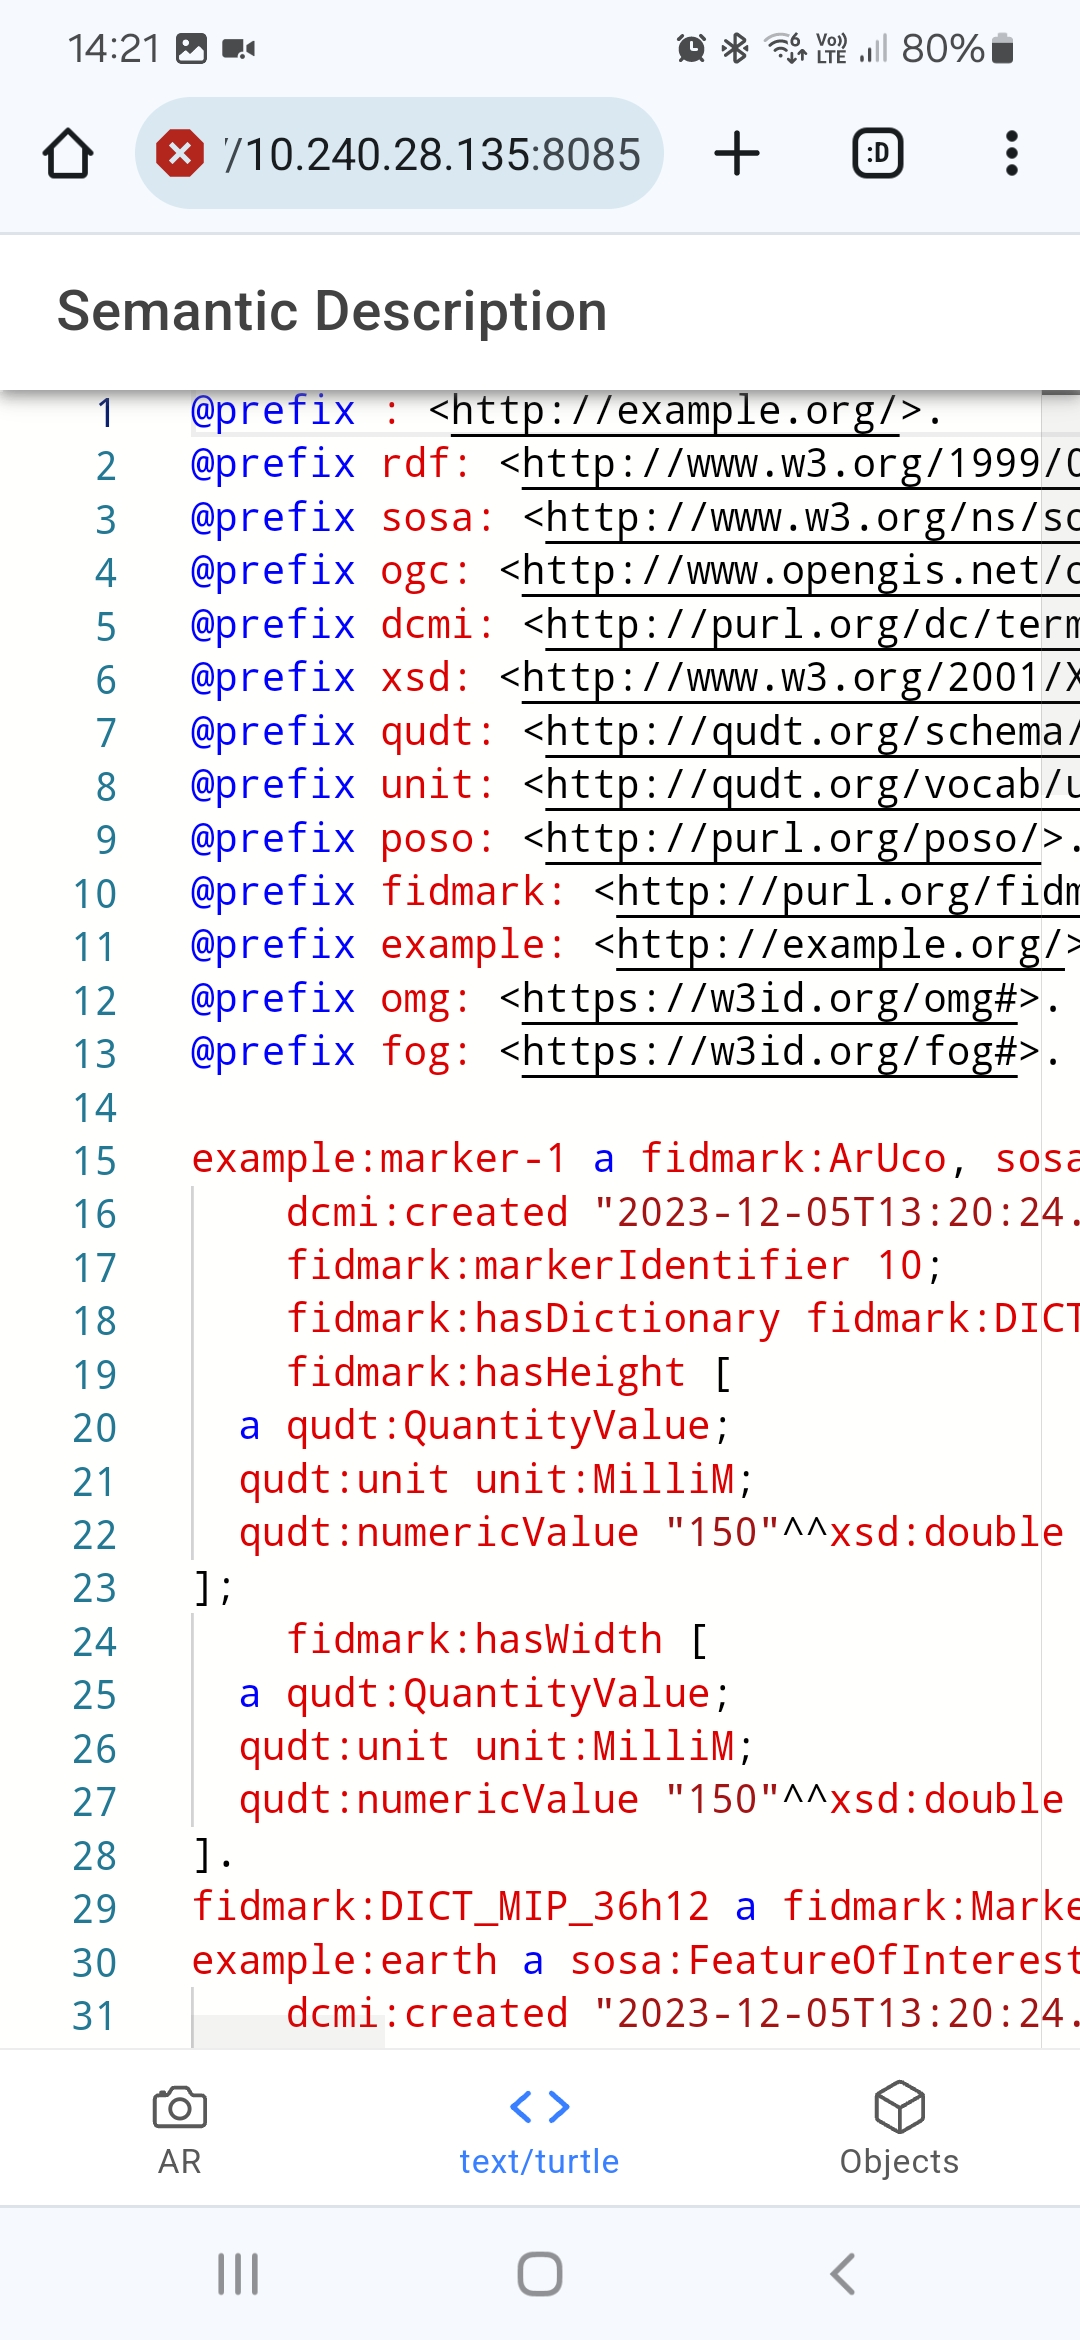 14:21 6 Vo)) LTE 80%
//10.240.28.135:8085 :D
Semantic Description
1 @prefix : <http://example.org/>.
2 @prefix rdf: <http://www.w3.org/1999/0
3 @prefix sosa: <http://www.w3.org/ns/so
4 @prefix ogc: <http://www.opengis.net/o
5 @prefix dcmi: <http://purl.org/dc/term
6 @prefix xsd: <http://www.w3.org/2001/X
7 @prefix qudt: <http://qudt.org/schema/
8 @prefix unit: <http://qudt.org/vocab/u
9 @prefix poso: <http://purl.org/poso/>.
10 @prefix fidmark: <http://purl.org/fidm
11 @prefix example: <http://example.org/>
12 @prefix omg: <https://w3id.org/omg#>.
13 @prefix fog: <https://w3id.org/fog#>.
14
15 example:marker-1 a fidmark:ArUco, sosa
16 dcmi:created "2023-12-05T13:20:24.
17 fidmark:markerIdentifier 10;
18 fidmark:hasDictionary fidmark:DICT
19 fidmark:hasHeight [
20 a qudt:QuantityValue;
21 qudt:unit unit:MilliM;
22 qudt:numericValue "150"^^xsd:double
23 ];
24 fidmark:hasWidth [
25 a qudt:QuantityValue;
26 qudt:unit unit:MilliM;
27 qudt:numericValue "150"^^xsd:double
28 ].
29 fidmark:DICT_MIP_36h12 a fidmark:Marke
30 example:earth a sosa:FeatureOfInterest
31 dcmi:created "2023-12-05T13:20:24.
AR text/turtle Objects